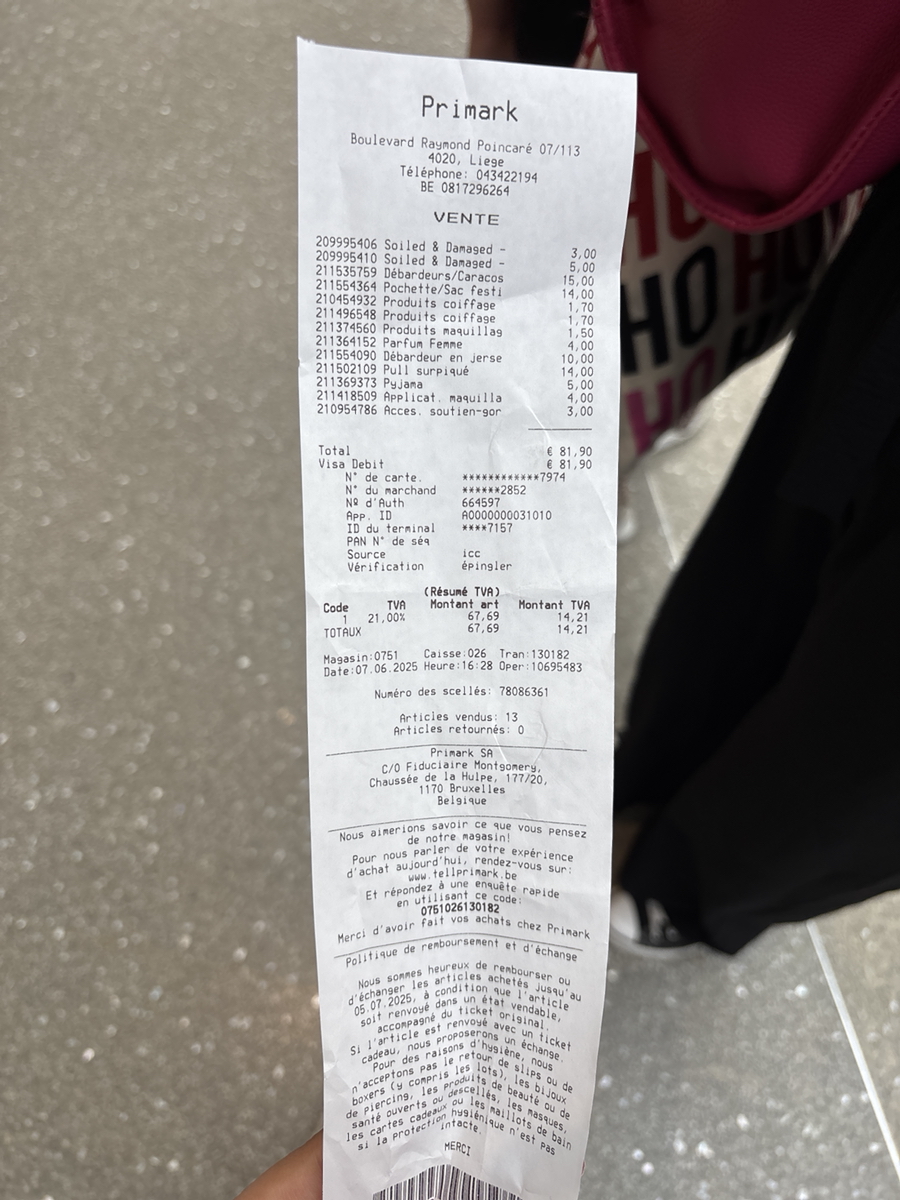 Primark
Boulevard Raymond Poincaré 07/113
4020, Liege
Téléphone: 043422194
BE 0817296264
VENTE
209995406 Soiled & Damaged - 3,00
209995410 Soiled & Damaged - 5,00
211535759 Débardeurs/Caracos 15,00
211554364 Pochette/Sac festi 14,00
210454932 Produits coiffage 1,70
211496548 Produits coiffage 1,70
211374560 Produits maquillag 1,50
211364152 Parfum Femme 4,00
211554090 Débardeur en jerse 10,00
211502109 Pull surpiqué 14,00
211369373 Pyjama 5,00
211418509 Applicat. maquilla 4,00
210954786 Acces. soutien-gor 3,00
Total € 81,90
Visa Debit € 81,90
N° de carte. ************7974
N° du marchand ******2852
Nº d'Auth 664597
App. ID A0000000031010
ID du terminal ****7157
PAN N° de séq
Source icc
Vérification épingler
(Résumé TVA)
Code TVA Montant art Montant TVA
1 21,00% 67,69 14,21
TOTAUX 67,69 14,21
Magasin:0751 Caisse:026 Tran:130182
Date:07.06.2025 Heure:16:28 Oper:10695483
Numéro des scellés: 78086361
Articles vendus: 13
Articles retournés: 0
Primark SA
C/O Fiduciaire Montgomery,
Chaussée de la Hulpe, 177/20,
1170 Bruxelles
Belgique
Nous aimerions savoir ce que vous pensez
de notre magasin!
Pour nous parler de votre expérience
d'achat aujourd'hui, rendez-vous sur:
www.tellprimark.be
Et répondez à une enquête rapide
en utilisant ce code:
0751026130182
Merci d'avoir fait vos achats chez Primark
Politique de remboursement et d'échange
Nous sommes heureux de rembourser ou
d'échanger les articles achetés jusqu'au
05.07.2025, à condition que l'article
soit renvoyé dans un état vendable,
accompagné du ticket original.
Si l'article est renvoyé avec un ticket
cadeau, nous proposerons un échange.
Pour des raisons d'hygiène, nous
n'acceptons pas le retour de slips ou de
boxers (y compris les lots), les bijoux
de piercing, les produits de beauté ou de
santé ouverts ou descellés, les masques,
les cartes cadeaux ou les maillots de bain
si la protection hygiénique n'est pas
intacte.
MERCI
HO
HO HO
HO